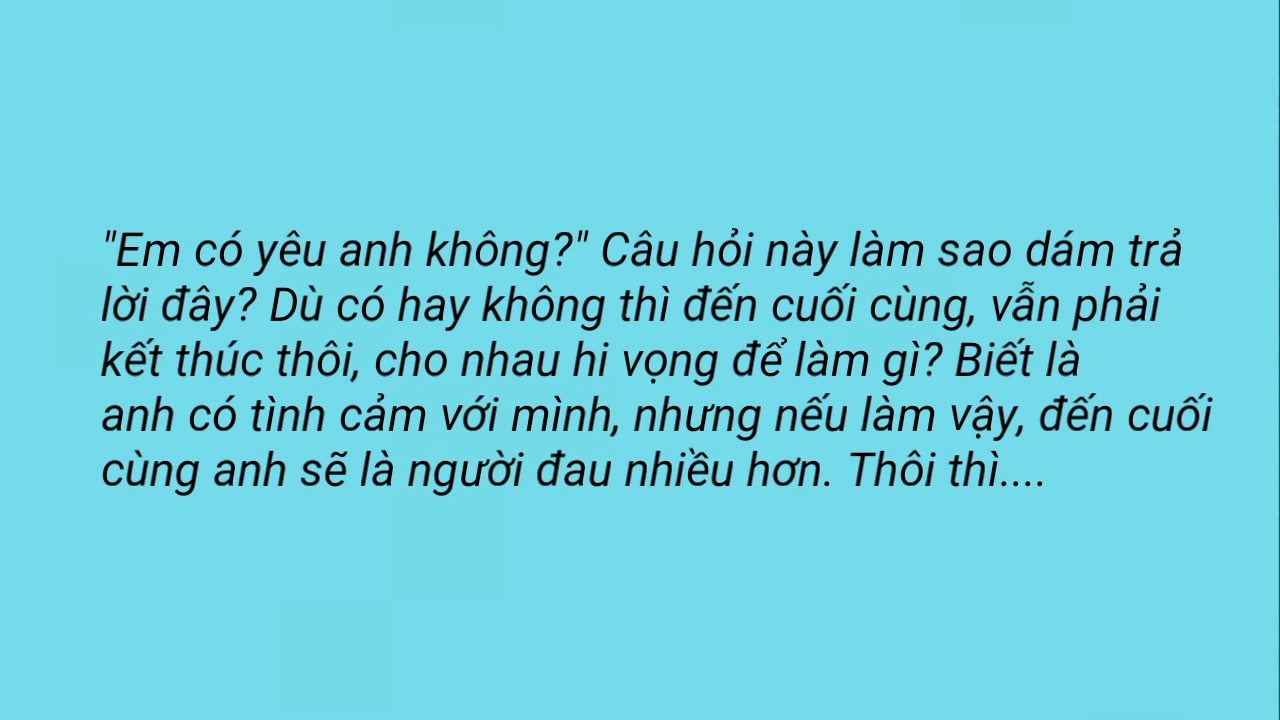 "Em có yêu anh không?" Câu hỏi này làm sao dám trả
lời đây? Dù có hay không thì đến cuối cùng, vẫn phải
kết thúc thôi, cho nhau hi vọng để làm gì? Biết là
anh có tình cảm với mình, nhưng nếu làm vậy, đến cuối
cùng anh sẽ là người đau nhiều hơn. Thôi thì....